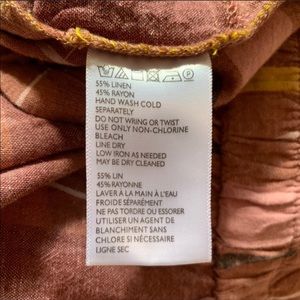 55% LINEN
45% RAYON
HAND WASH COLD
SEPARATELY
DO NOT WRING OR TWIST
USE ONLY NON-CHLORINE
BLEACH
LINE DRY
LOW IRON AS NEEDED
MAY BE DRY CLEANED
55% LIN
45% RAYONNE
LAVER À LA MAIN À L'EAU
FROIDE SÉPARÉMENT
NE PAS TORDRE OU ESSORER
UTILISER UN AGENT DE
BLANCHIMENT SANS
CHLORE SI NÉCESSAIRE
LIGNE SEC